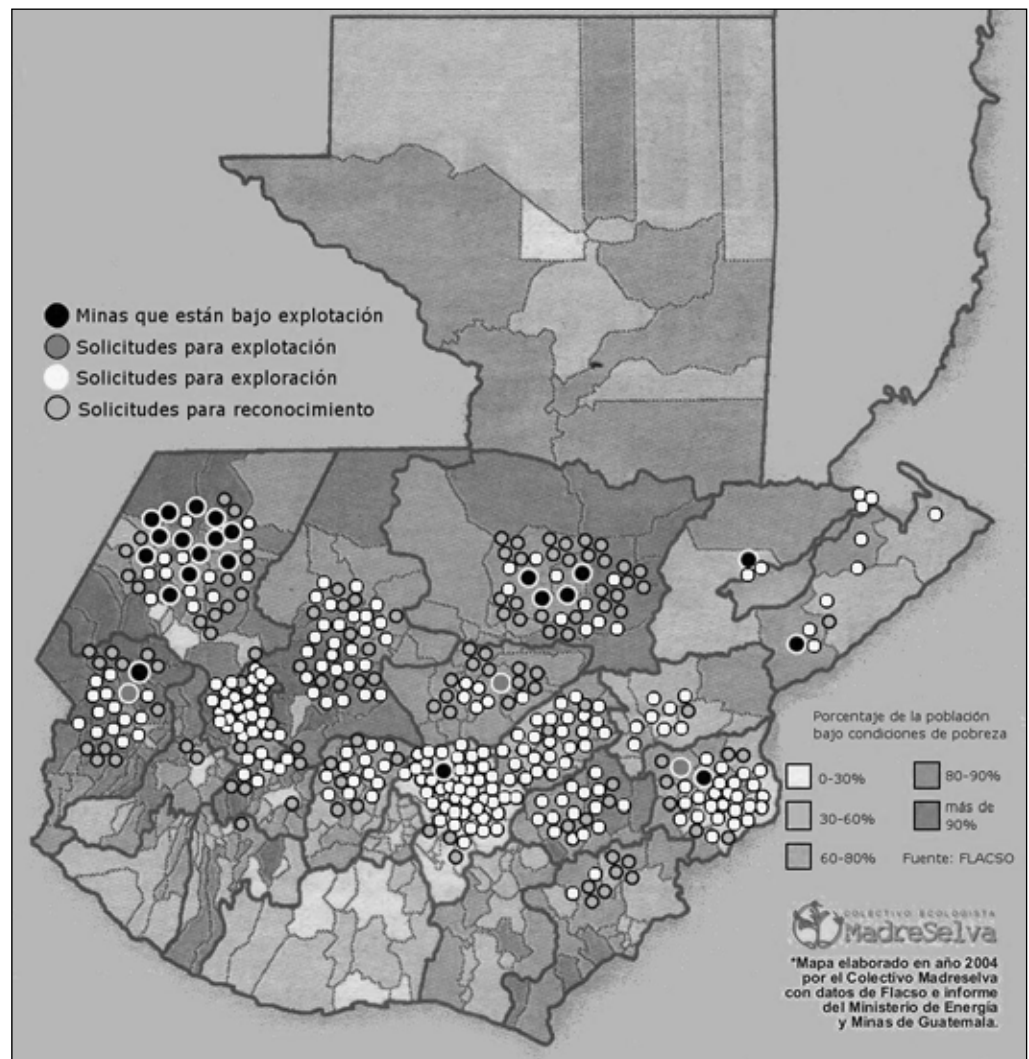 Minas que están bajo explotación
Solicitudes para explotación
Solicitudes para exploración
Solicitudes para reconocimiento
Porcentaje de la población
bajo condiciones de pobreza
0-30%
30-60%
60-80%
80-90%
más de
90%
Fuente: FLACSO
COLECTIVO ECOLOGISTA
MadreSelva
*Mapa elaborado en año 2004
por el Colectivo Madreselva
con datos de Flacso e informe
del Ministerio de Energía
y Minas de Guatemala.